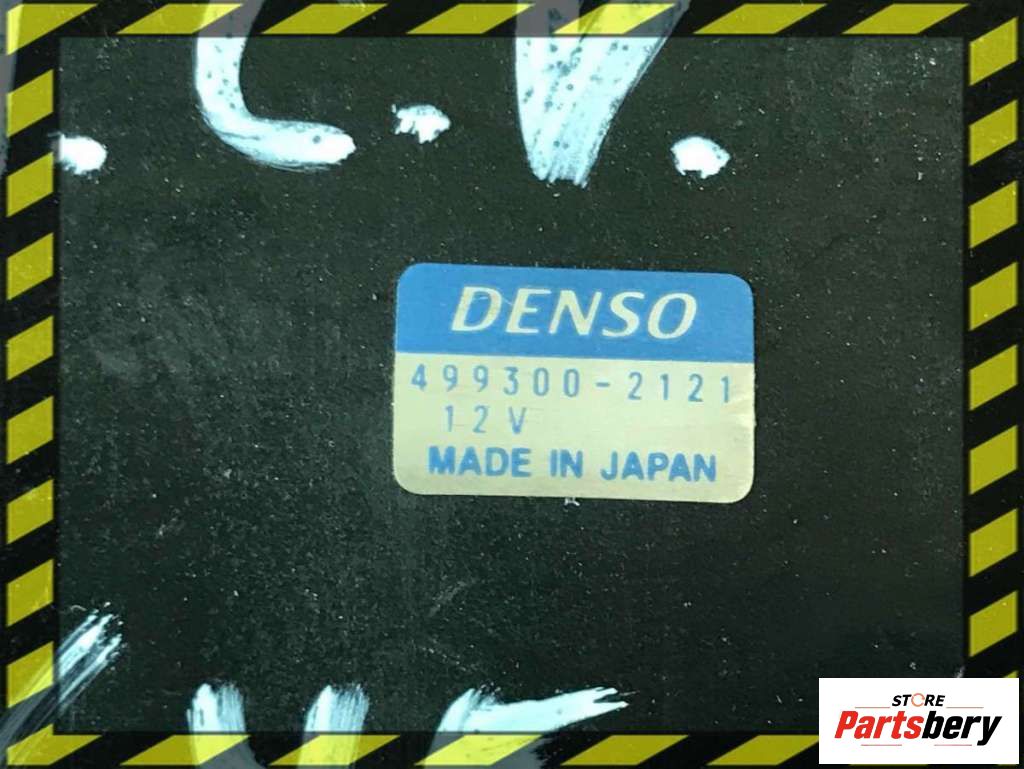 DENSO
499300-2121
12V
MADE IN JAPAN
STORE
Partsbery